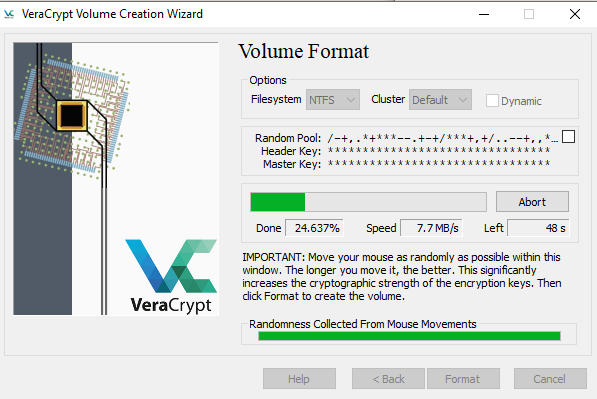 VeraCrypt Volume Creation Wizard
Volume Format
Options
Filesystem NTFS Cluster Default Dynamic
Random Pool: /-+,.*+***--.+-+/***+,+/..--++,,*...
Header Key: ********************************
Master Key: ********************************
Abort
Done 24.637% Speed 7.7 MB/s Left 48 s
IMPORTANT: Move your mouse as randomly as possible within this
window. The longer you move it, the better. This significantly
increases the cryptographic strength of the encryption keys. Then
click Format to create the volume.
VeraCrypt
Randomness Collected From Mouse Movements
Help < Back Format Cancel